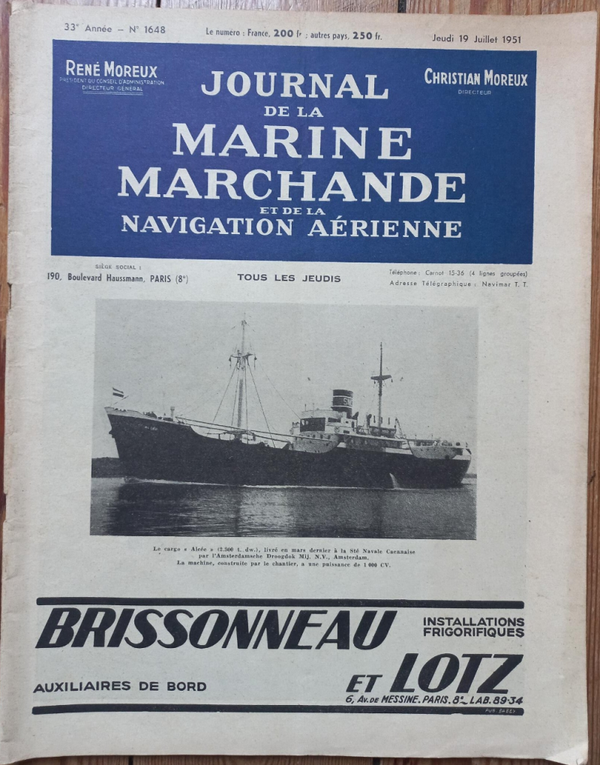 33e Année – N° 1648
Le numéro : France, 200 fr ; autres pays, 250 fr.
Jeudi 19 Juillet 1951
RENÉ MOREUX
PRÉSIDENT DU CONSEIL D'ADMINISTRATION
DIRECTEUR GÉNÉRAL
CHRISTIAN MOREUX
DIRECTEUR
JOURNAL
DE LA
MARINE
MARCHANDE
ET DE LA
NAVIGATION AÉRIENNE
SIÈGE SOCIAL :
190, Boulevard Haussmann, PARIS (8e)
TOUS LES JEUDIS
Téléphone : Carnot 15-36 (4 lignes groupées)
Adresse Télégraphique : Navimar T. T.
Le cargo « Aizée » t. dw.), livré en mars dernier à la Sté Navale Caennaise
par l'Amsterdamsche Droogdok Mij. N.V., Amsterdam.
La machine, construite par le chantier, a une puissance de 1 000 CV.
BRISSONNEAU
INSTALLATIONS
FRIGORIFIQUES
AUXILIAIRES DE BORD
ET LOTZ
6, AV. DE MESSINE. PARIS. 8e_ LAB. 89-34